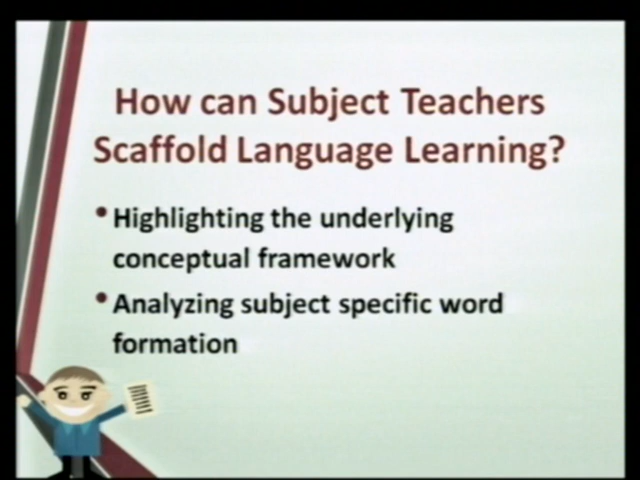 How can Subject Teachers
Scaffold Language Learning?
• Highlighting the underlying
conceptual framework
• Analyzing subject specific word
formation